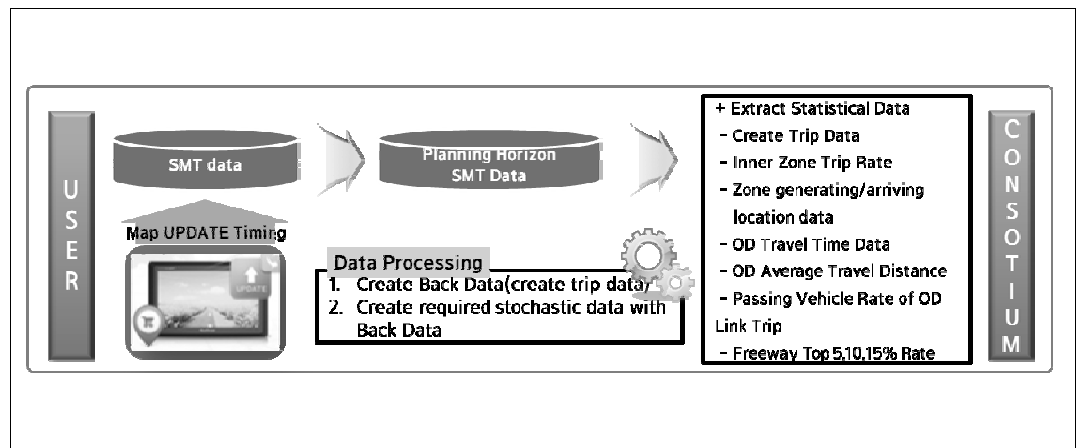 USER
SMT data
Map UPDATE Timing
UPDATE
Planning Horizon
SMT Data
Data Processing
1. Create Back Data(create trip data)
2. Create required stochastic data with
Back Data
+ Extract Statistical Data
- Create Trip Data
- Inner Zone Trip Rate
- Zone generating/arriving
location data
- OD Travel Time Data
- OD Average Travel Distance
- Passing Vehicle Rate of OD
Link Trip
- Freeway Top 5,10,15% Rate
CONSOTIUM